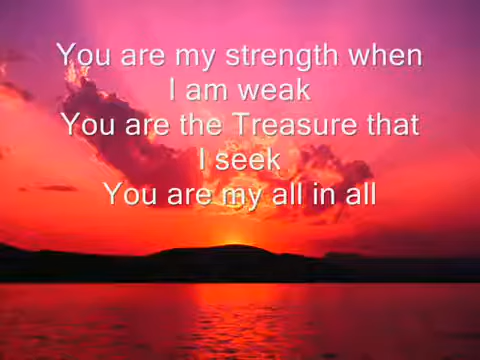 You are my strength when
I am weak
You are the Treasure that
I seek
You are my all in all